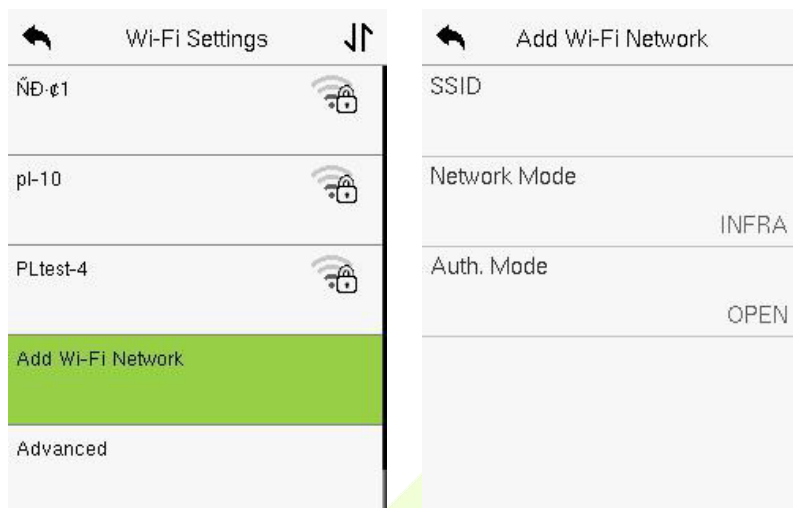 Wi-Fi Settings
ÑÐ·¢1
pl-10
PLtest-4
Add Wi-Fi Network
Advanced
Add Wi-Fi Network
SSID
Network Mode
INFRA
Auth. Mode
OPEN